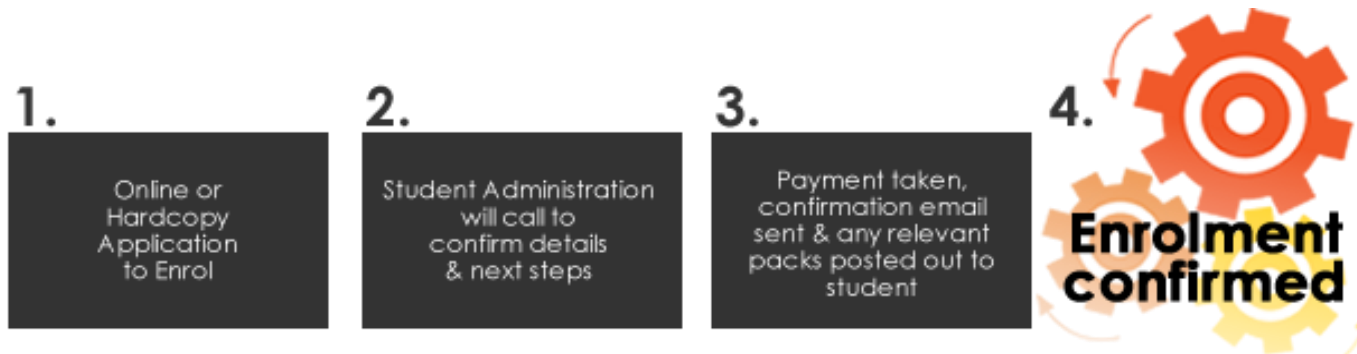 1.
Online or
Hardcopy
Application
to Enrol
2.
Student Administration
will call to
confirm details
& next steps
3.
Payment taken,
confirmation email
sent & any relevant
packs posted out to
student
4.
Enrolment
confirmed